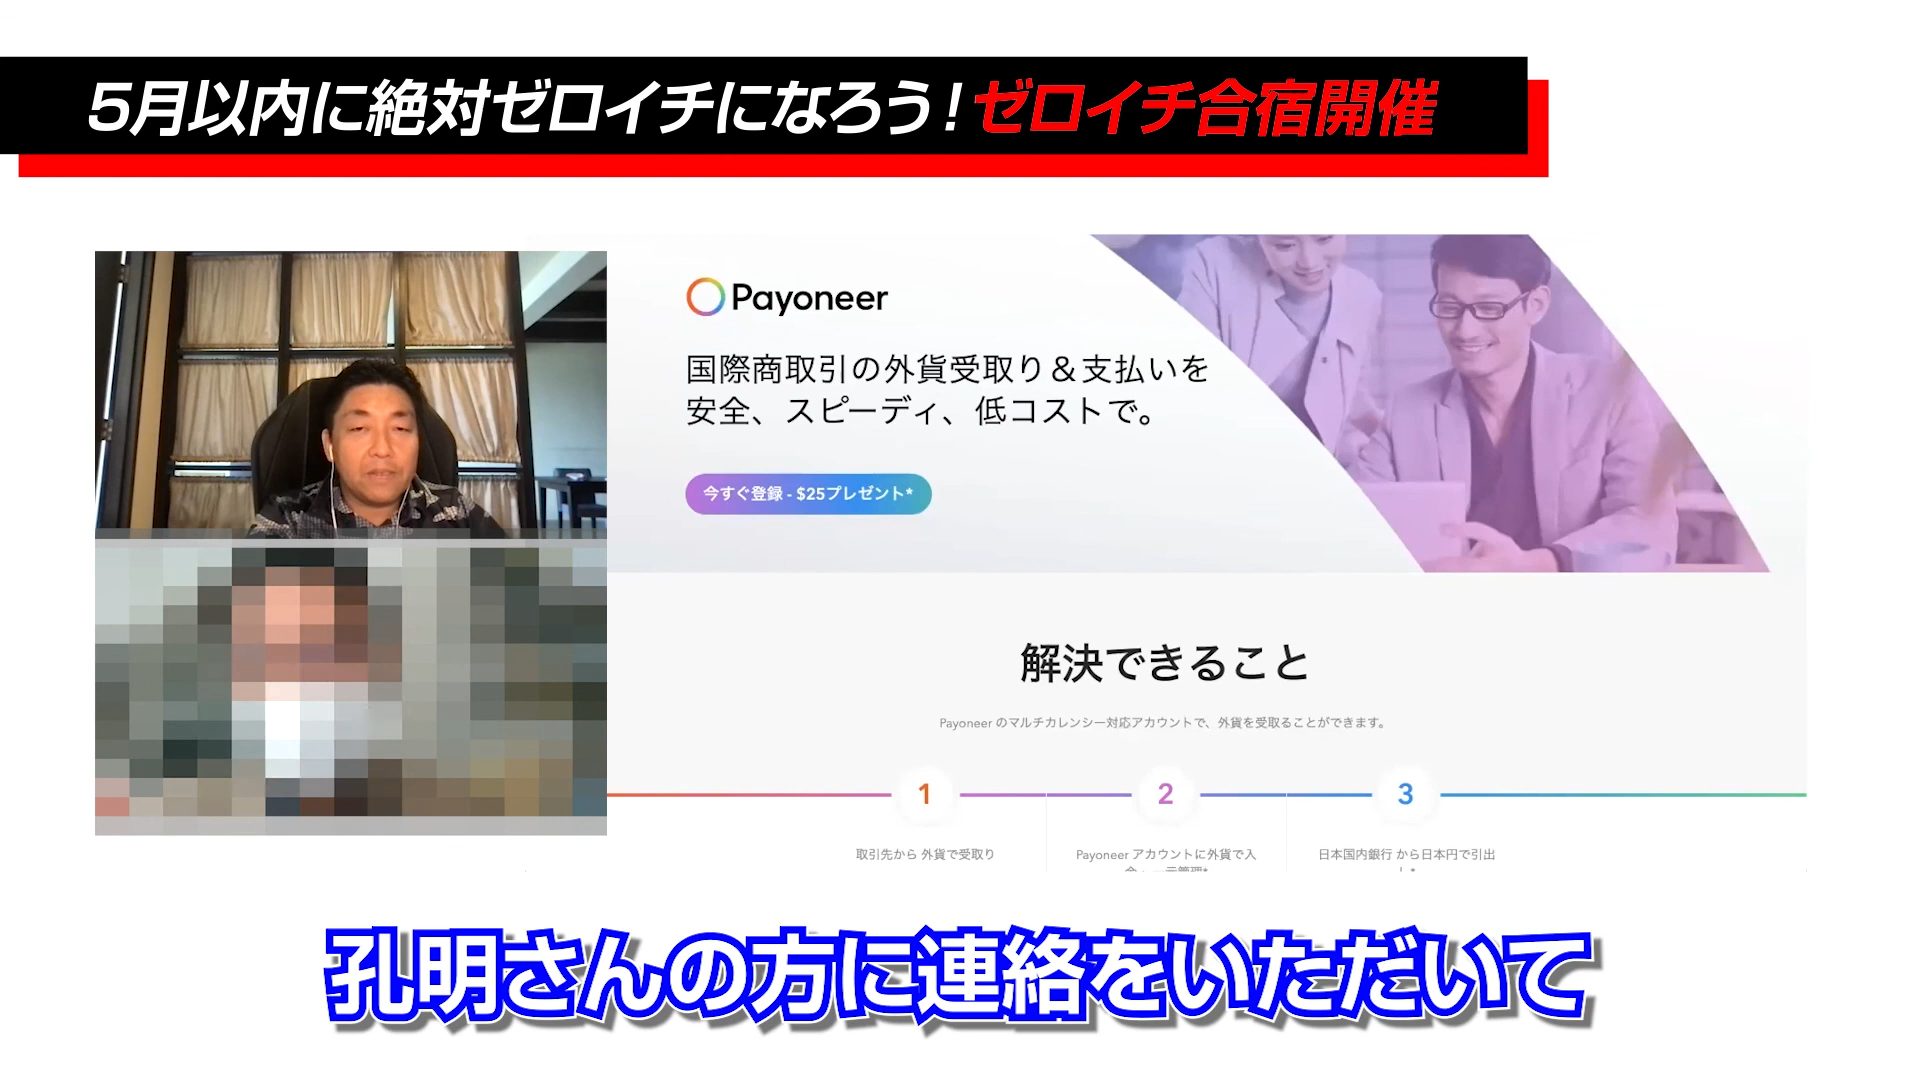 5月以内に絶対ゼロイチになろう!ゼロイチ合宿開催
Payoneer
国際商取引の外貨受取り＆支払いを
安全、スピーディ、低コストで。
今すぐ登録 - $25プレゼント*
解決できること
Payoneer のマルチカレンシー対応アカウントで、外貨を受取ることができます。
1
2
3
取引先から 外貨で受取り
Payoneer アカウントに外貨で入
日本国内銀行 から日本円で引出
孔明さんの方に連絡をいただいて